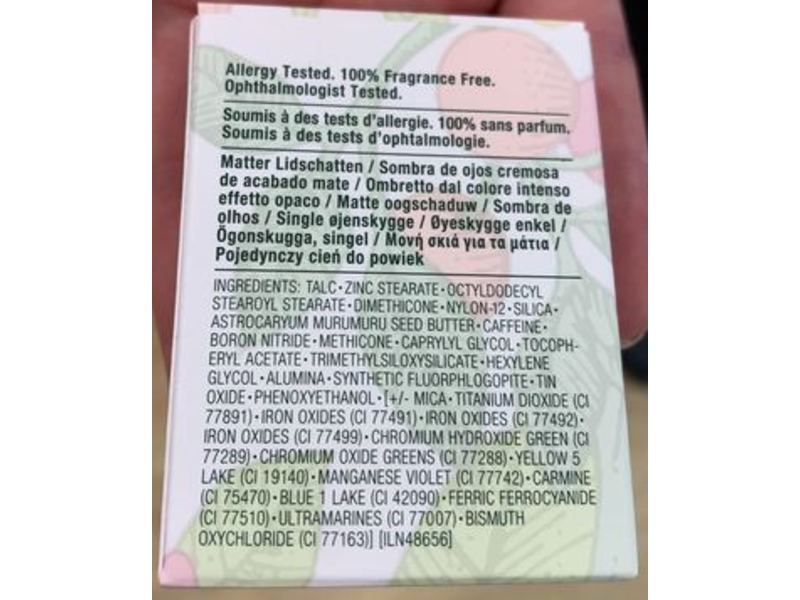 Allergy Tested. 100% Fragrance Free.
Ophthalmologist Tested.
Soumis à des tests d'allergie. 100% sans parfum.
Soumis à des tests d'ophtalmologie.
Matter Lidschatten / Sombra de ojos cremosa
de acabado mate / Ombretto dal colore intenso
effetto opaco / Matte oogschaduw / Sombra de
olhos / Single øjenskygge / Øyeskygge enkel /
Ögonskugga, singel / Μονή σκιά για τα μάτια /
Pojedynczy cień do powiek
INGREDIENTS: TALC•ZINC STEARATE•OCTYLDODECYL
STEAROYL STEARATE•DIMETHICONE•NYLON-12•SILICA•
ASTROCARYUM MURUMURU SEED BUTTER•CAFFEINE•
BORON NITRIDE•METHICONE•CAPRYLYL GLYCOL•TOCOPH-
ERYL ACETATE•TRIMETHYLSILOXYSILICATE•HEXYLENE
GLYCOL•ALUMINA•SYNTHETIC FLUORPHLOGOPITE•TIN
OXIDE•PHENOXYETHANOL•[+/- MICA•TITANIUM DIOXIDE (CI
77891)•IRON OXIDES (CI 77491)•IRON OXIDES (CI 77492)•
IRON OXIDES (CI 77499)•CHROMIUM HYDROXIDE GREEN (CI
77289)•CHROMIUM OXIDE GREENS (CI 77288)•YELLOW 5
LAKE (CI 19140)•MANGANESE VIOLET (CI 77742)•CARMINE
(CI 75470)•BLUE 1 LAKE (CI 42090)•FERRIC FERROCYANIDE
(CI 77510)•ULTRAMARINES (CI 77007)•BISMUTH
OXYCHLORIDE (CI 77163)] [ILN48656]